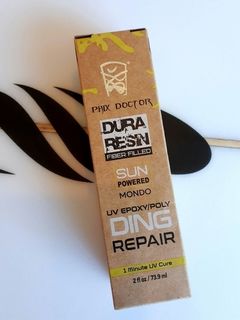 PHIX DOCTOR
DURA
RESIN
FIBER FILLED
SUN
POWERED
MONDO
UV EPOXY/POLY
DING
REPAIR
1 Minute UV Cure
2 fl oz / 73.9 ml